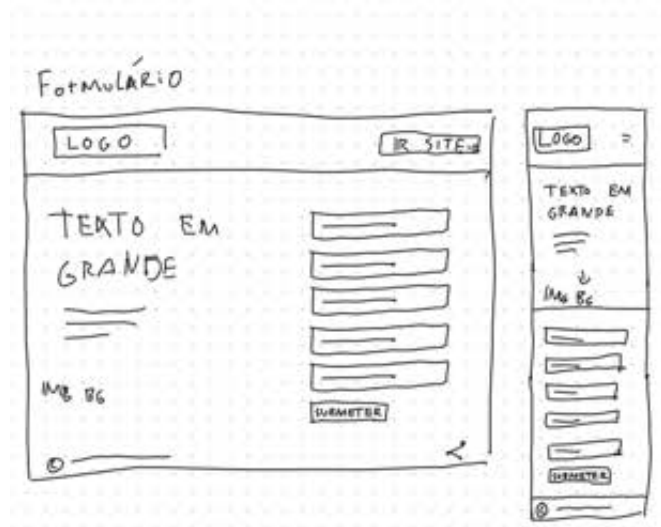 FORMULÁRIO
LOGO
IR SITE
TEXTO EM
GRANDE
IMG BG
SUBMETER
©
LOGO
=
TEXTO EM
GRANDE
IMG BG
SUBMETER
©